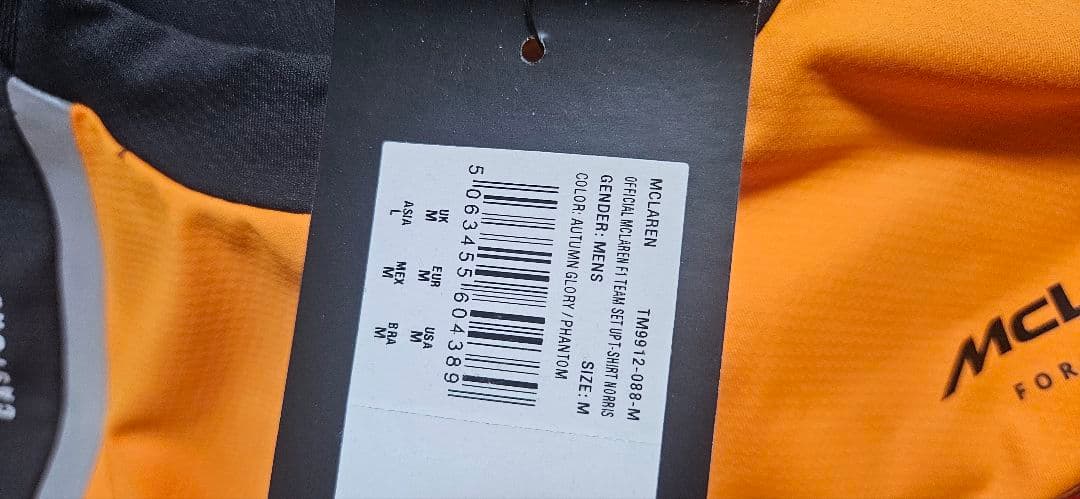 MCLAREN TM9912-088-M
OFFICIAL MCLAREN F1 TEAM SET UP T-SHIRT NORRIS
GENDER: MENS SIZE: M
COLOR: AUTUMN GLORY / PHANTOM
5 063455 604389
UK EUR USA
M M M
ASIA MEX BRA
L M M
MCL
FOR